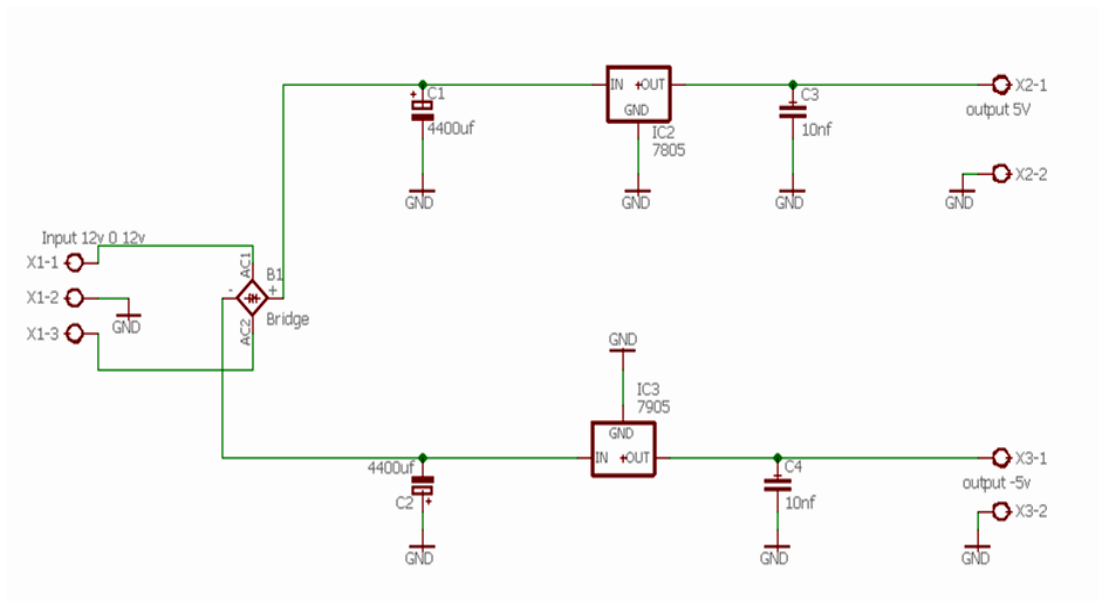 C1
4400uf
GND
IN +OUT
GND
IC2
7805
GND
C3
10nf
GND
X2-1
output 5V
X2-2
GND
Input 12v 0 12v
X1-1
X1-2
X1-3
GND
AC1
B1
- +
AC2
Bridge
GND
IC3
7905
GND
IN +OUT
4400uf
C2
+
GND
C4
10nf
GND
X3-1
output -5v
X3-2
GND